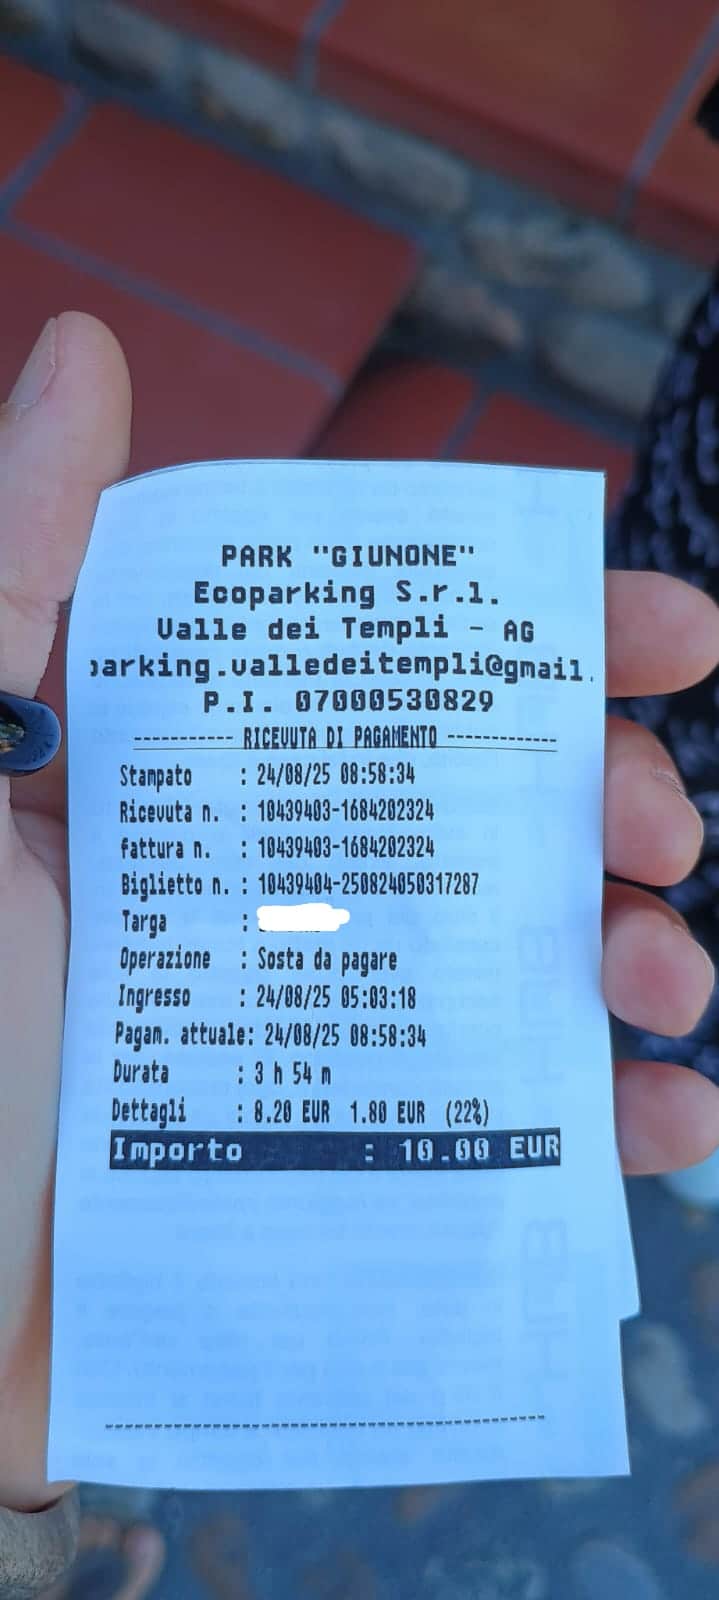 PARK "GIUNONE"
Ecoparking S.r.l.
Valle dei Templi - AG
parking.valledeitempli@gmail.
P.I. 07000530829
----------- RICEVUTA DI PAGAMENTO -------------
Stampato : 24/08/25 08:58:34
Ricevuta n. : 10439403-1684202324
fattura n. : 10439403-1684202324
Biglietto n. : 10439404-250824050317287
Targa :
Operazione : Sosta da pagare
Ingresso : 24/08/25 05:03:18
Pagam. attuale: 24/08/25 08:58:34
Durata : 3 h 54 m
Dettagli : 8.20 EUR 1.80 EUR (22%)
Importo : 10.00 EUR